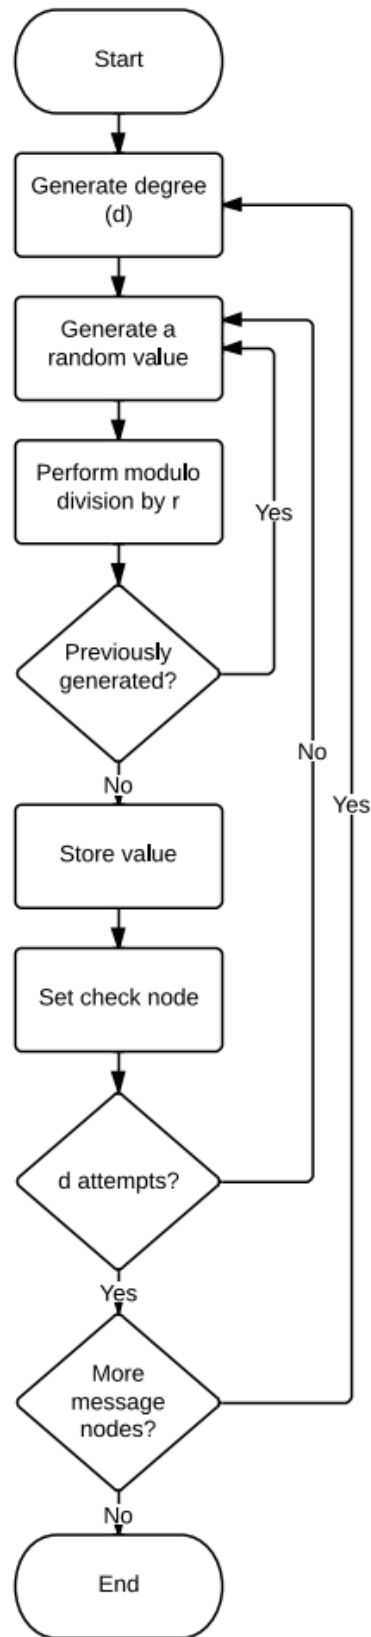 Start
Generate degree
(d)
Generate a
random value
Perform modulo
division by r
Yes
Previously
generated?
No
No
Yes
Store value
Set check node
d attempts?
Yes
More
message
nodes?
No
End